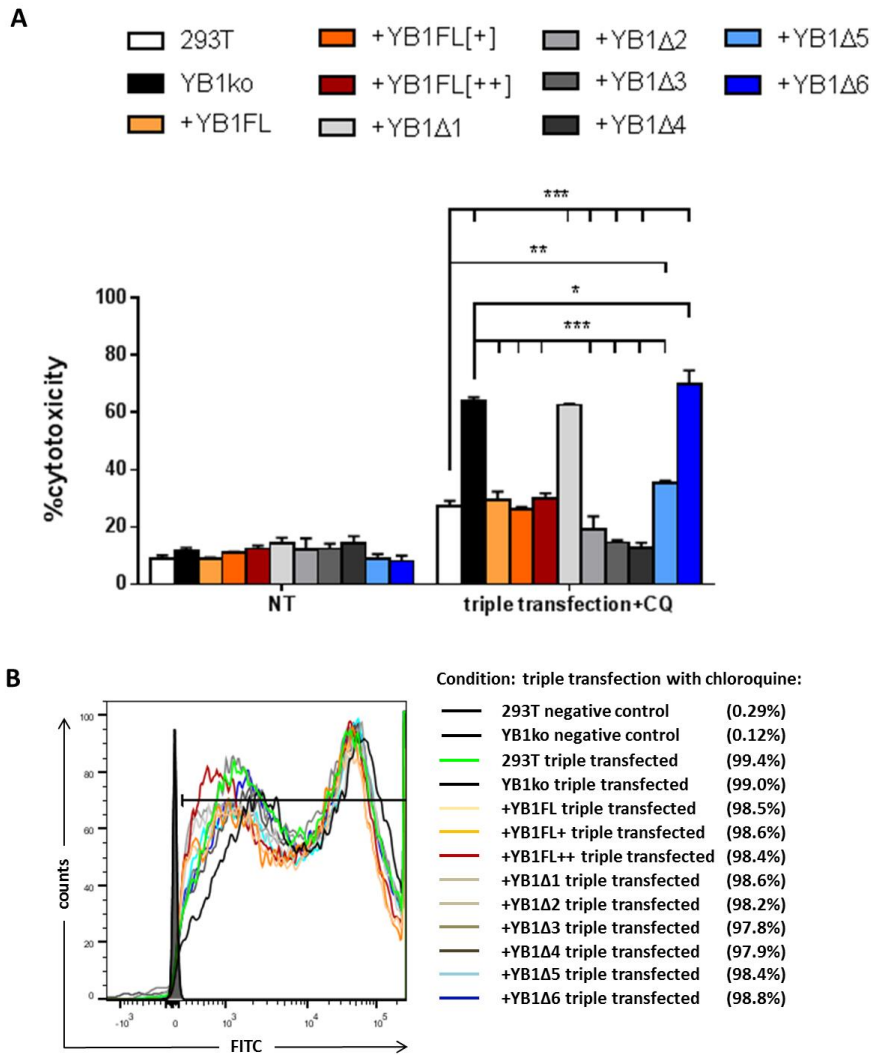 A
293T
YB1ko
+YB1FL
+YB1FL[+]
+YB1FL[++]
+YB1Δ1
+YB1Δ2
+YB1Δ3
+YB1Δ4
+YB1Δ5
+YB1Δ6
***
**
*
***
%cytotoxicity
100
80
60
40
20
0
NT
triple transfection+CQ
B
counts
100
80
60
40
20
0
-10³
0
10³
10⁴
10⁵
FITC
Condition: triple transfection with chloroquine:
293T negative control (0.29%)
YB1ko negative control (0.12%)
293T triple transfected (99.4%)
YB1ko triple transfected (99.0%)
+YB1FL triple transfected (98.5%)
+YB1FL+ triple transfected (98.6%)
+YB1FL++ triple transfected (98.4%)
+YB1Δ1 triple transfected (98.6%)
+YB1Δ2 triple transfected (98.2%)
+YB1Δ3 triple transfected (97.8%)
+YB1Δ4 triple transfected (97.9%)
+YB1Δ5 triple transfected (98.4%)
+YB1Δ6 triple transfected (98.8%)